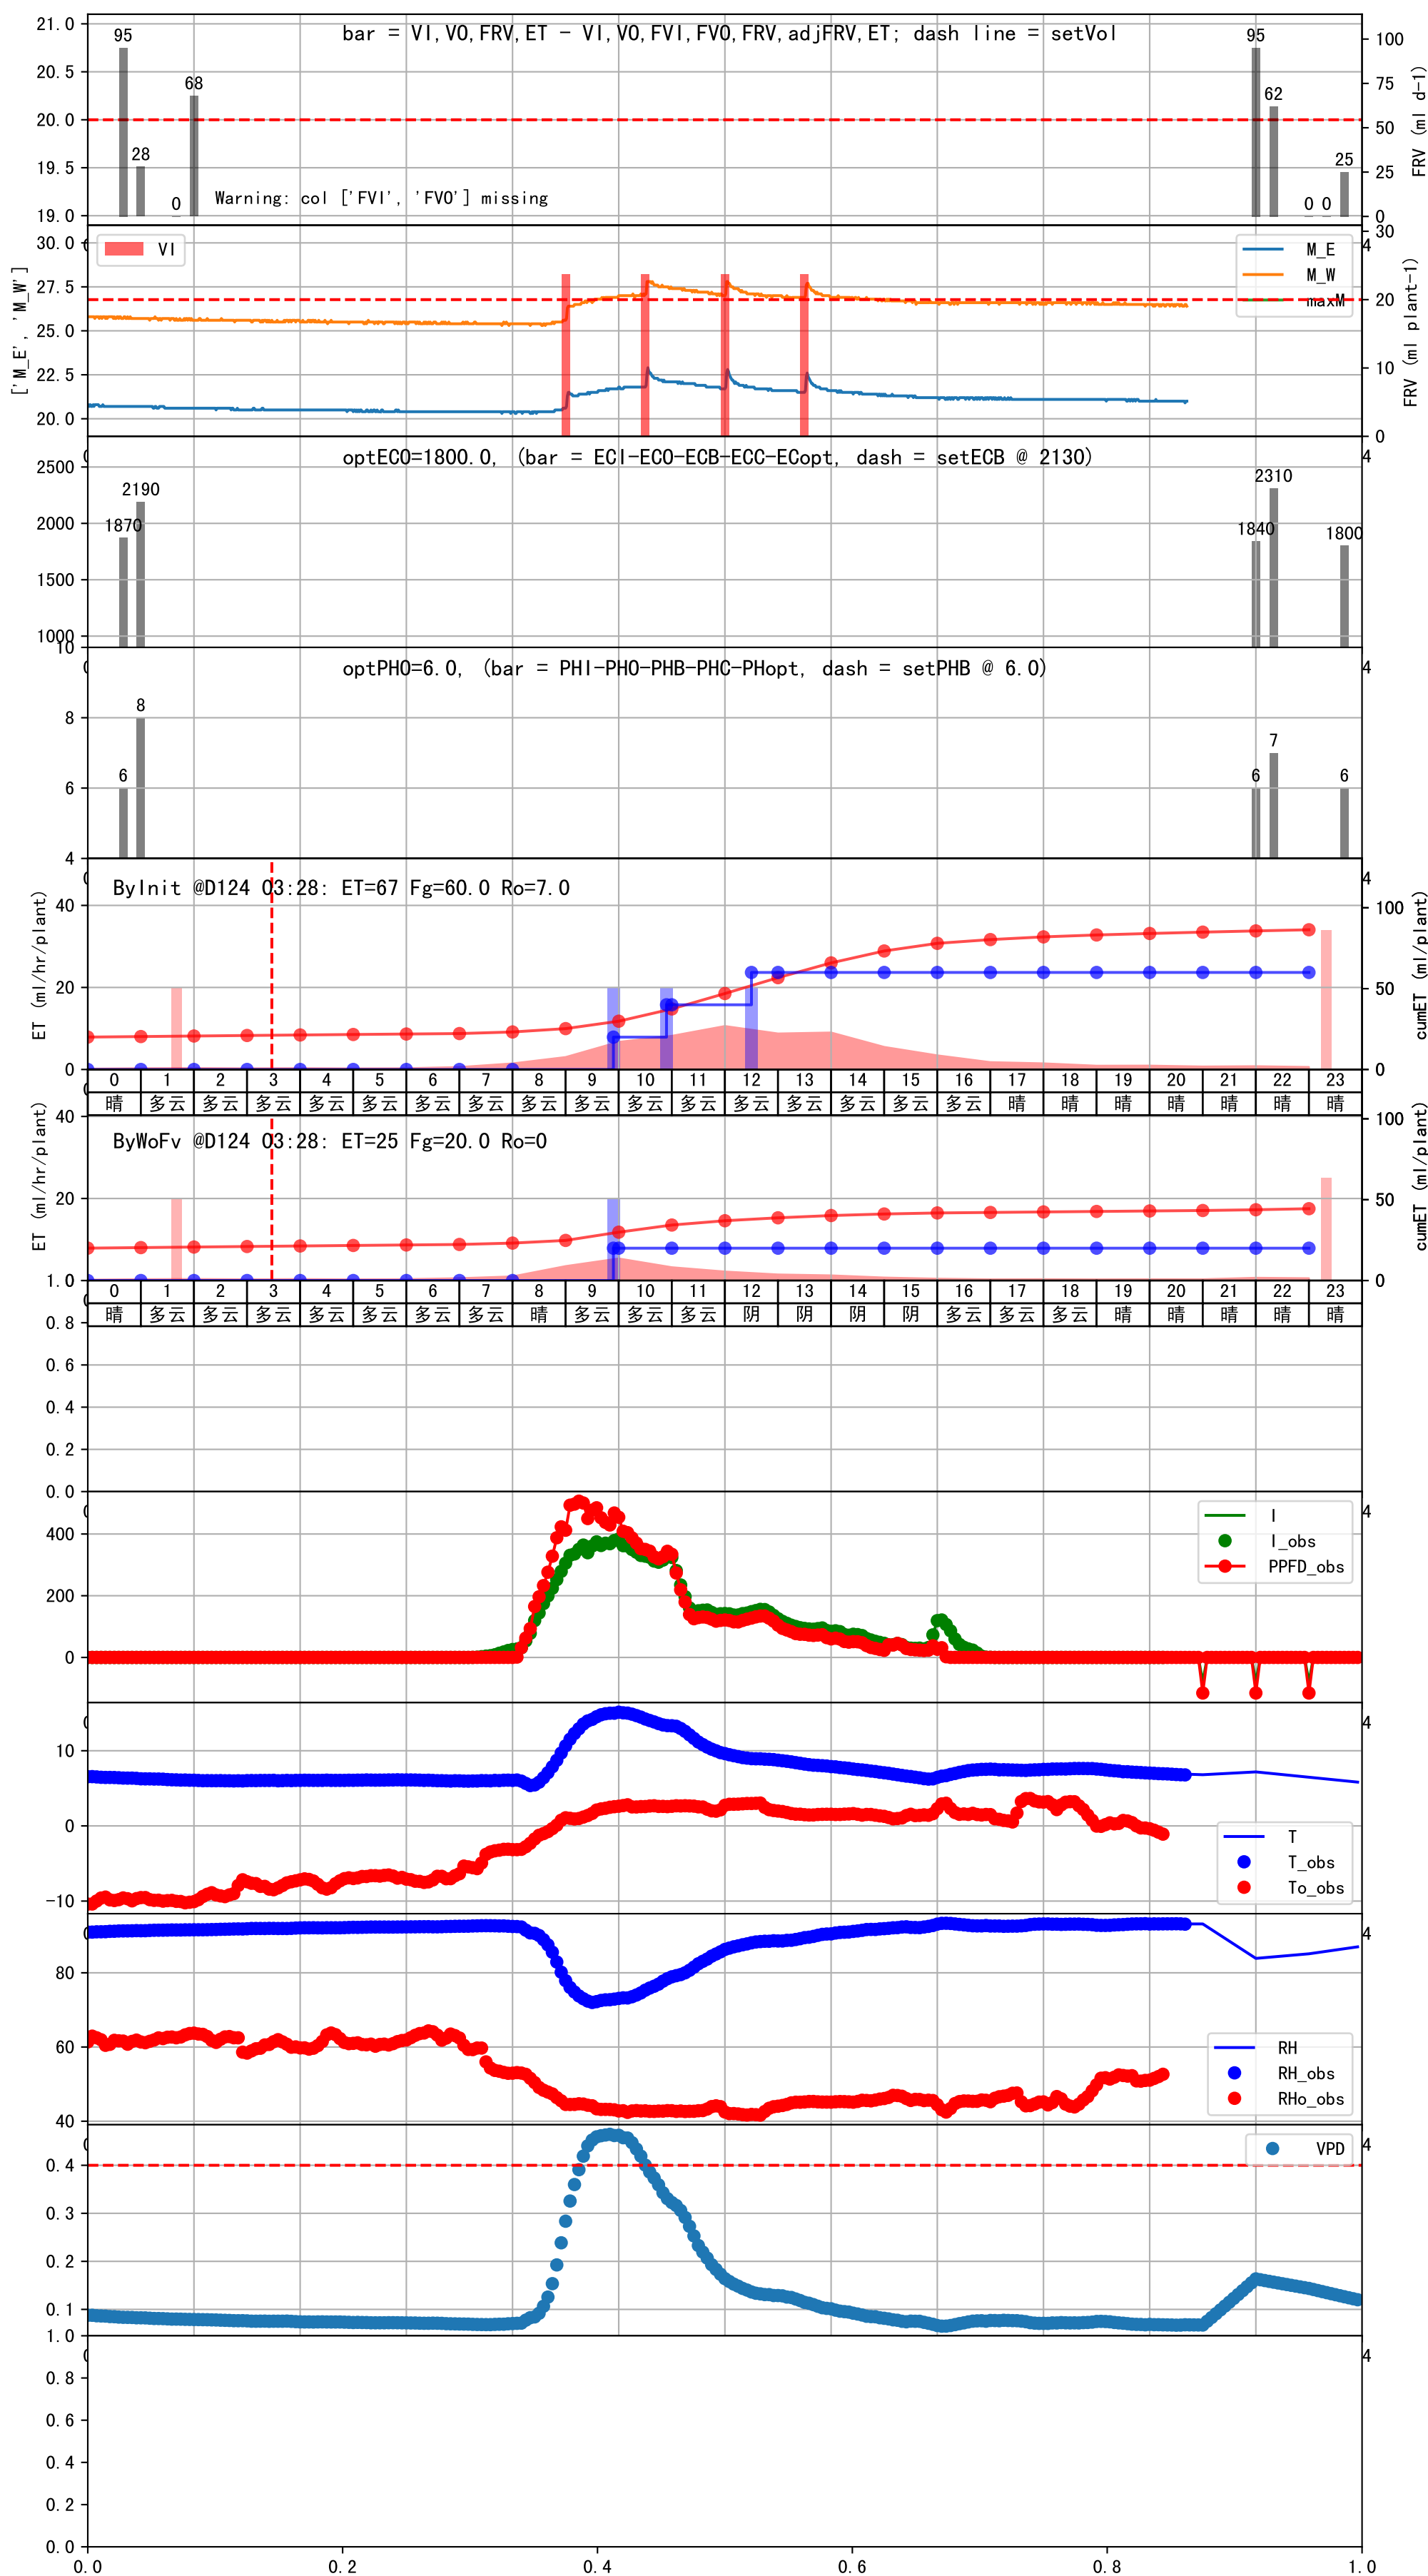 bar = VI,VO,FRV,ET - VI,VO,FVI,FVO,FRV,adjFRV,ET; dash line = setVol
21.0
20.5
20.0
19.5
19.0
95
28
0
68
95
62
0 0
25
Warning: col ['FVI', 'FVO'] missing
100
75
50
25
0
FRV (ml d-1)
VI
M_E
M_W
maxM
['M_E', 'M_W']
30.0
27.5
25.0
22.5
20.0
30
4
20
10
0
FRV (ml plant-1)
optECO=1800.0, (bar = ECI-ECO-ECB-ECC-ECopt, dash = setECB @ 2130)
2500
2000
1500
1000
1870
2190
1840
2310
1800
4
optPHO=6.0, (bar = PHI-PHO-PHB-PHC-PHopt, dash = setPHB @ 6.0)
10
8
6
4
6
8
6
7
6
4
ByInit @D124 03:28: ET=67 Fg=60.0 Ro=7.0
ET (ml/hr/plant)
40
20
0
4
100
50
0
cumET (ml/plant)
0 1 2 3 4 5 6 7 8 9 10 11 12 13 14 15 16 17 18 19 20 21 22 23
晴 多云 多云 多云 多云 多云 多云 多云 多云 多云 多云 多云 多云 多云 多云 多云 多云 晴 晴 晴 晴 晴 晴 晴
ByWoFv @D124 03:28: ET=25 Fg=20.0 Ro=0
ET (ml/hr/plant)
40
20
100
50
0
cumET (ml/plant)
0 1 2 3 4 5 6 7 8 9 10 11 12 13 14 15 16 17 18 19 20 21 22 23
晴 多云 多云 多云 多云 多云 多云 多云 晴 多云 多云 多云 阴 阴 阴 阴 多云 多云 多云 晴 晴 晴 晴 晴
1.0
0.8
0.6
0.4
0.2
0.0
I
I_obs
PPFD_obs
400
200
0
4
T
T_obs
To_obs
10
0
-10
4
RH
RH_obs
RHo_obs
80
60
40
4
VPD
0.4
0.3
0.2
0.1
4
1.0
0.8
0.6
0.4
0.2
0.0
4
0.0 0.2 0.4 0.6 0.8 1.0